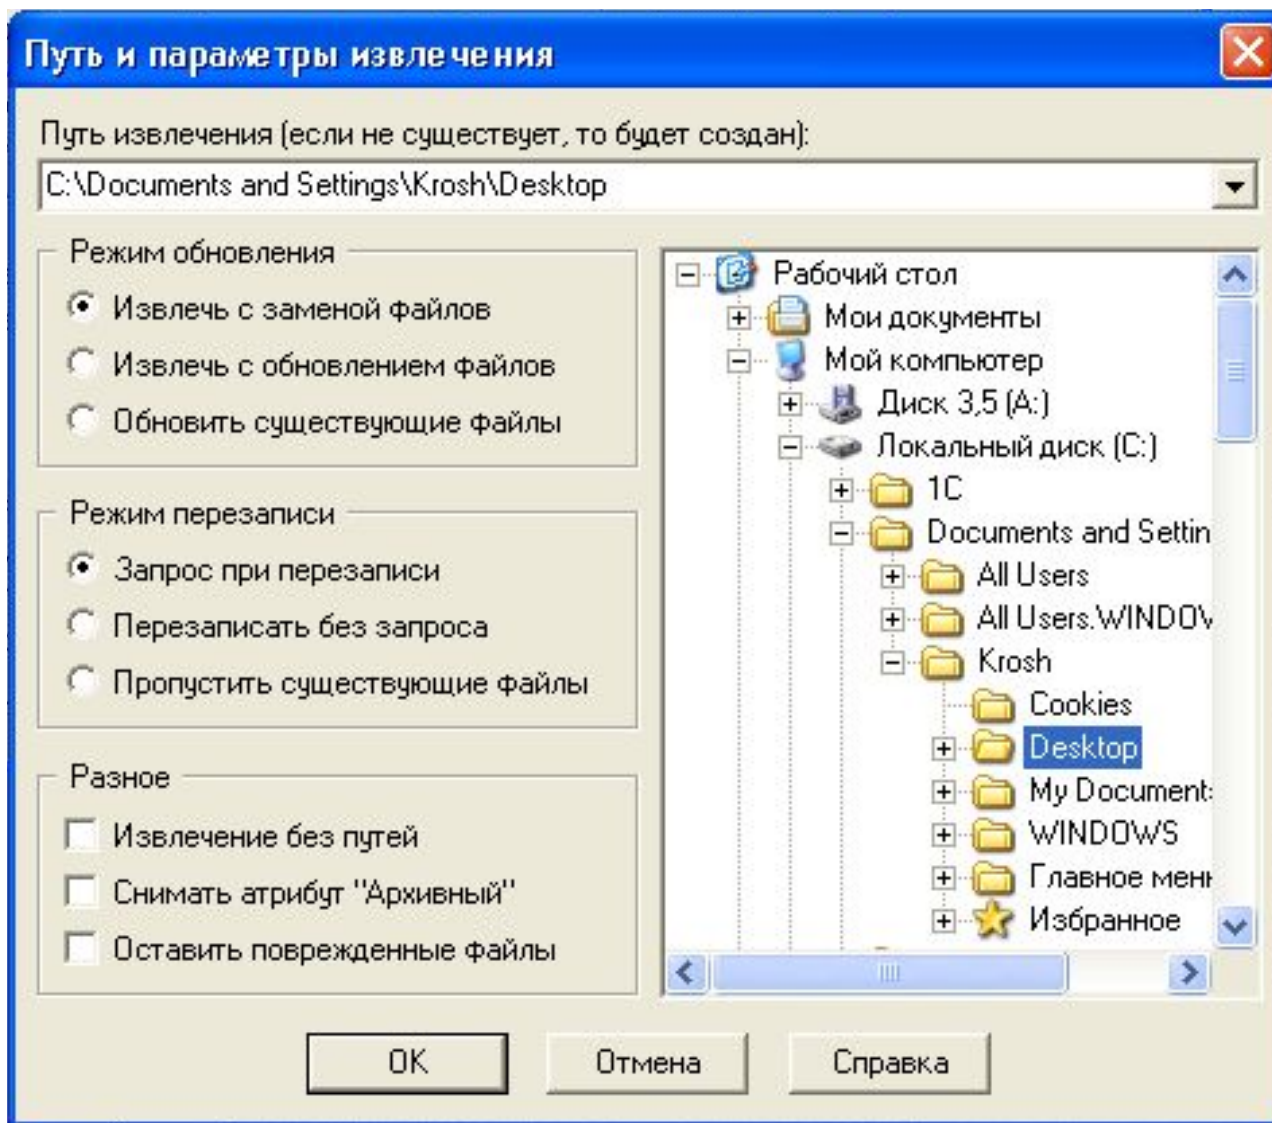 Путь и параметры извлечения
Путь извлечения (если не существует, то будет создан):
C:\Documents and Settings\Krosh\Desktop
Режим обновления
Извлечь с заменой файлов
Извлечь с обновлением файлов
Обновить существующие файлы
Режим перезаписи
Запрос при перезаписи
Перезаписать без запроса
Пропустить существующие файлы
Разное
Извлечение без путей
Снимать атрибут "Архивный"
Оставить поврежденные файлы
Рабочий стол
Мои документы
Мой компьютер
Диск 3,5 (A:)
Локальный диск (C:)
1C
Documents and Settin
All Users
All Users.WINDOW
Krosh
Cookies
Desktop
My Document
WINDOWS
Главное мен
Избранное
OK
Отмена
Справка